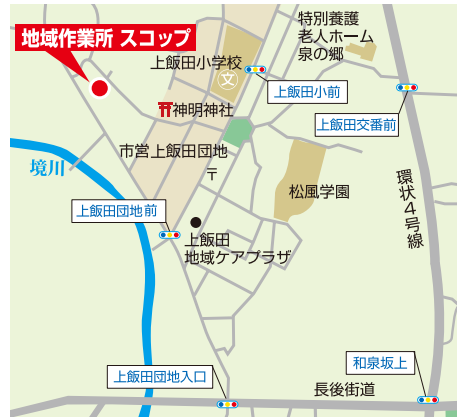 地域作業所 スコップ
特別養護
老人ホーム
泉の郷
上飯田小学校
文
上飯田小前
神明神社
上飯田交番前
市営上飯田団地
〒
境川
松風学園
環状4号線
上飯田団地前
上飯田
地域ケアプラザ
和泉坂上
上飯田団地入口
長後街道